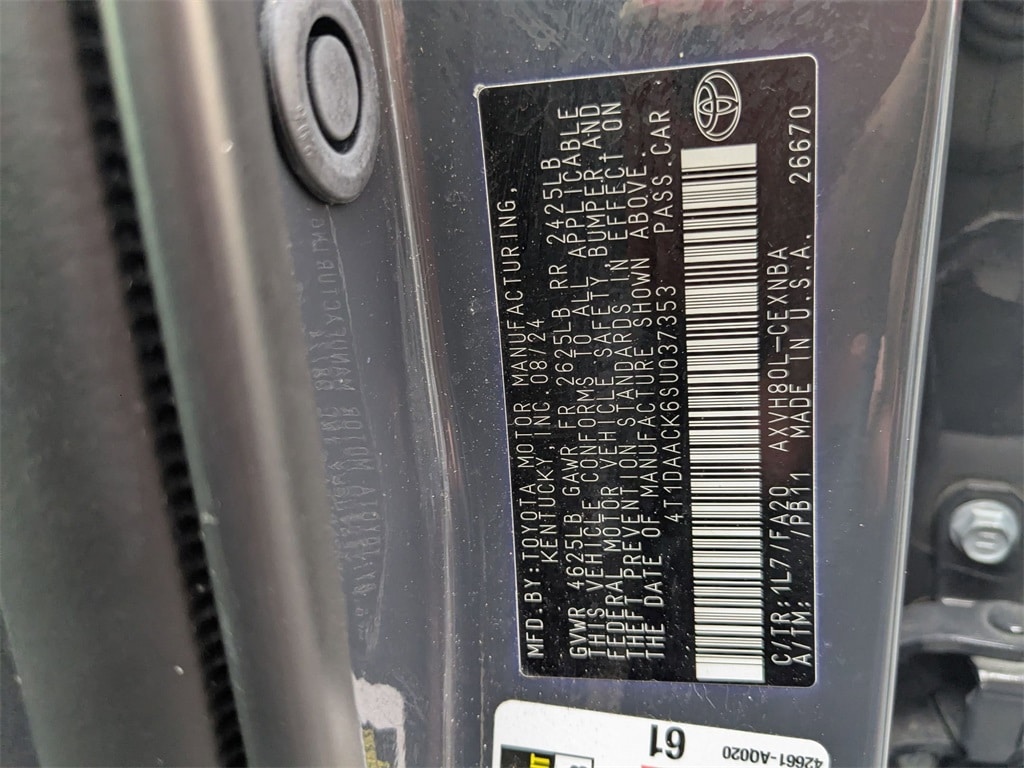 MFD.BY:TOYOTA MOTOR MANUFACTURING,
KENTUCKY INC. 08/24
GVWR 4625LB GAWR FR 2625LB RR 2425LB
THIS VEHICLE CONFORMS TO ALL APPLICABLE
FEDERAL MOTOR VEHICLE SAFETY BUMPER AND
THEFT PREVENTION STANDARDS IN EFFECT ON
THE DATE OF MANUFACTURE SHOWN ABOVE.
4T1DAACK6SU037353 PASS.CAR
C/TR:1L7/FA20 AXVH80L-CEXNBA
A/TM: /PB11 MADE IN U.S.A. 26670
61
42661-AQ020